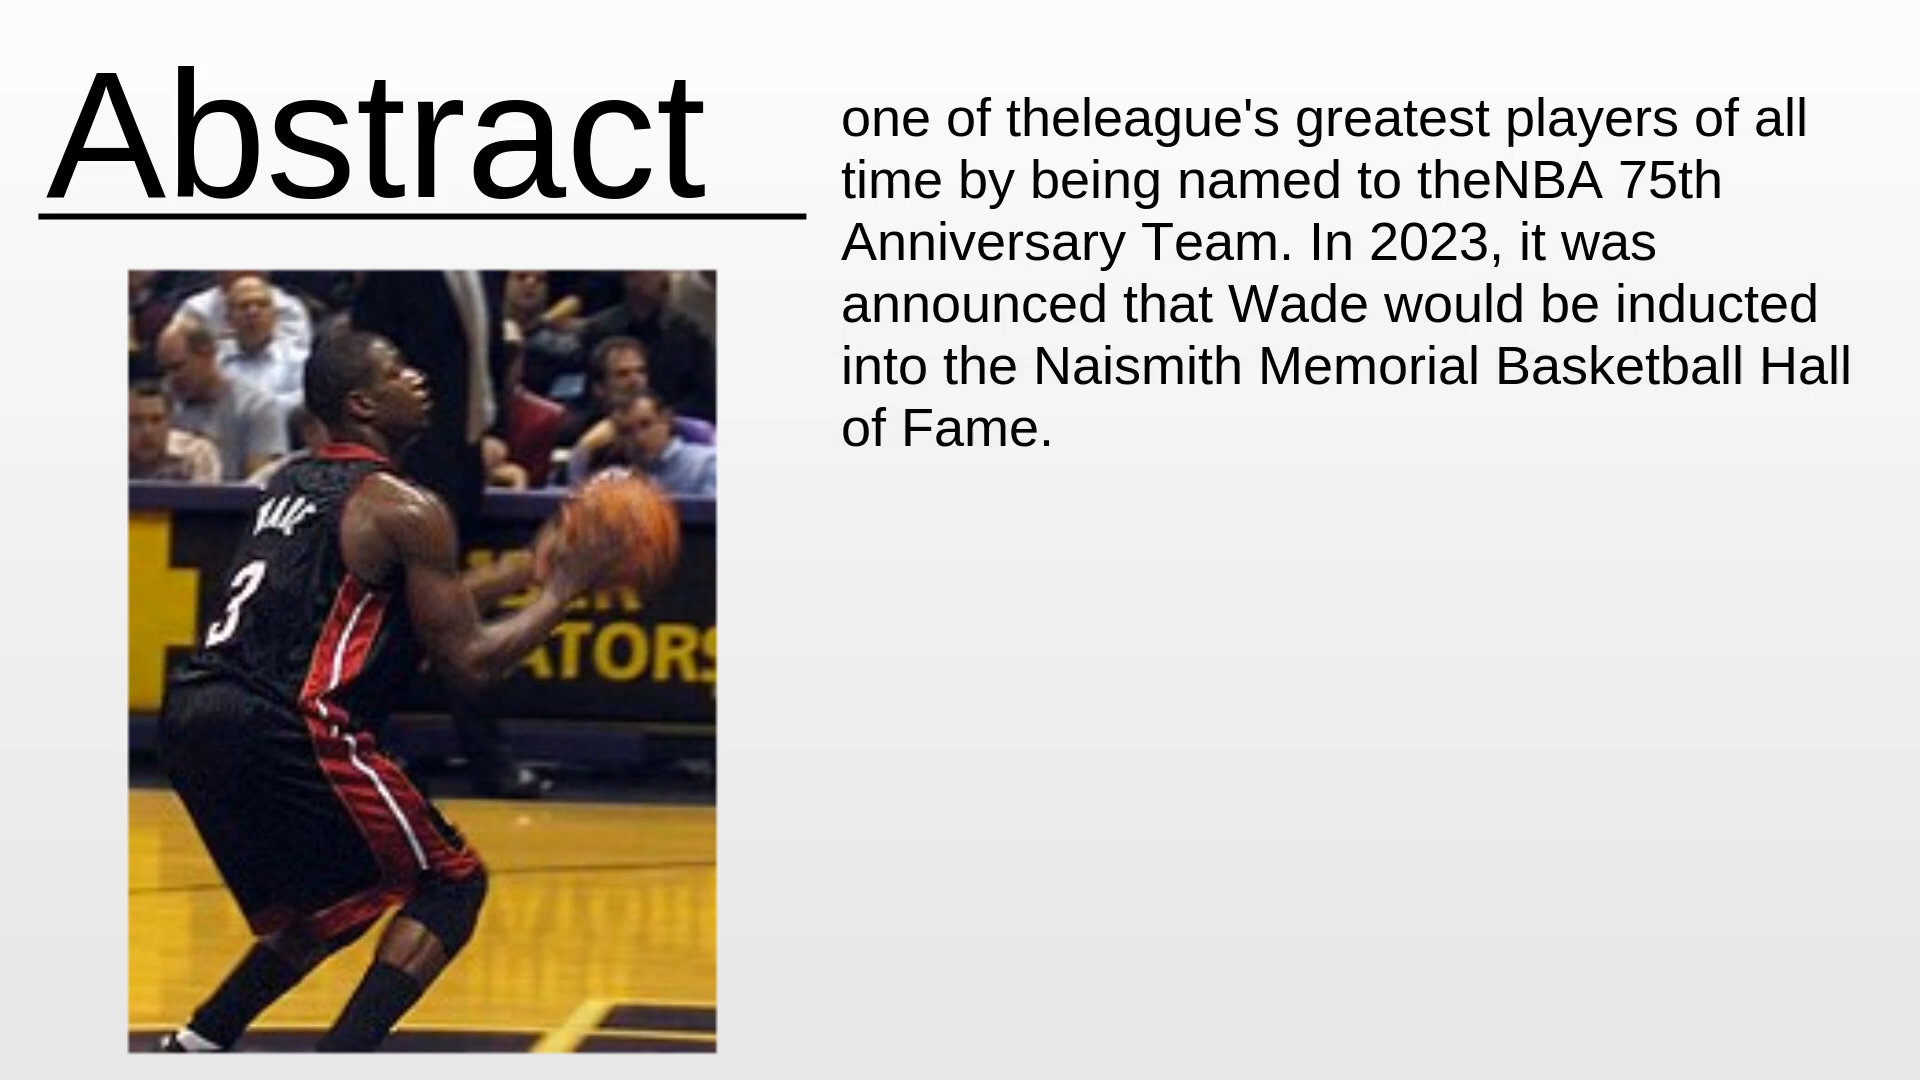 Abstract
one of theleague's greatest players of all
time by being named to theNBA 75th
Anniversary Team. In 2023, it was
announced that Wade would be inducted
into the Naismith Memorial Basketball Hall
of Fame.
3
ATORS